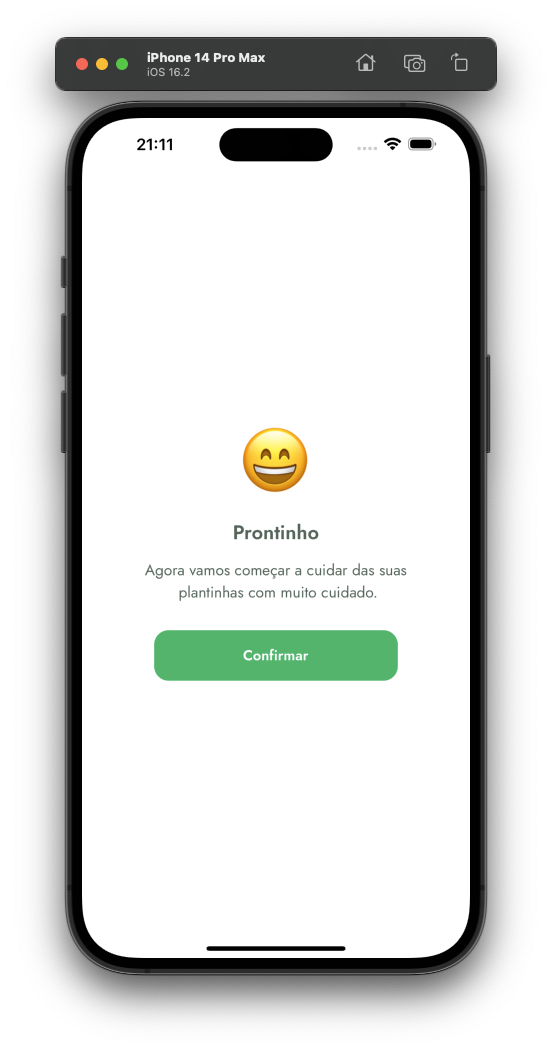 iPhone 14 Pro Max
iOS 16.2
21:11
Prontinho
Agora vamos começar a cuidar das suas
plantinhas com muito cuidado.
Confirmar